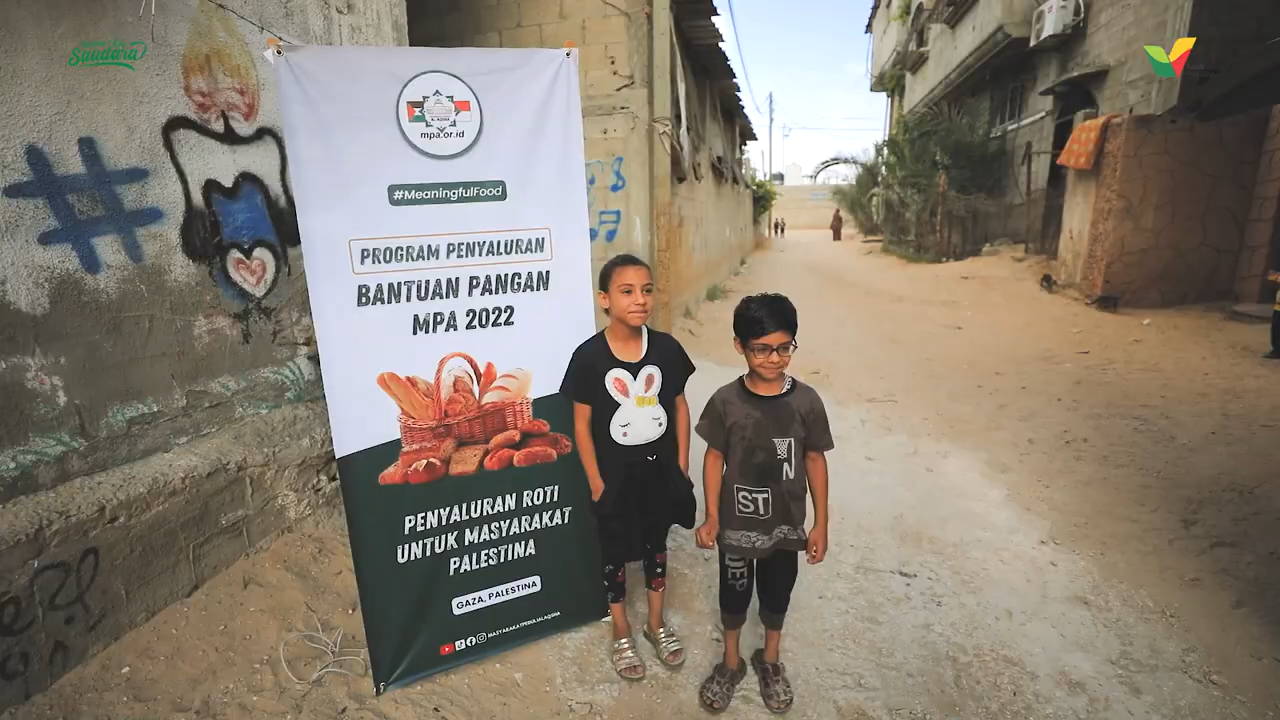 Saudara
#
mpa.or.id
#MeaningfulFood
PROGRAM PENYALURAN
BANTUAN PANGAN
MPA 2022
PENYALURAN ROTI
UNTUK MASYARAKAT
PALESTINA
GAZA, PALESTINA
MASYARAKATPEDULIALAQSHA
N
ST